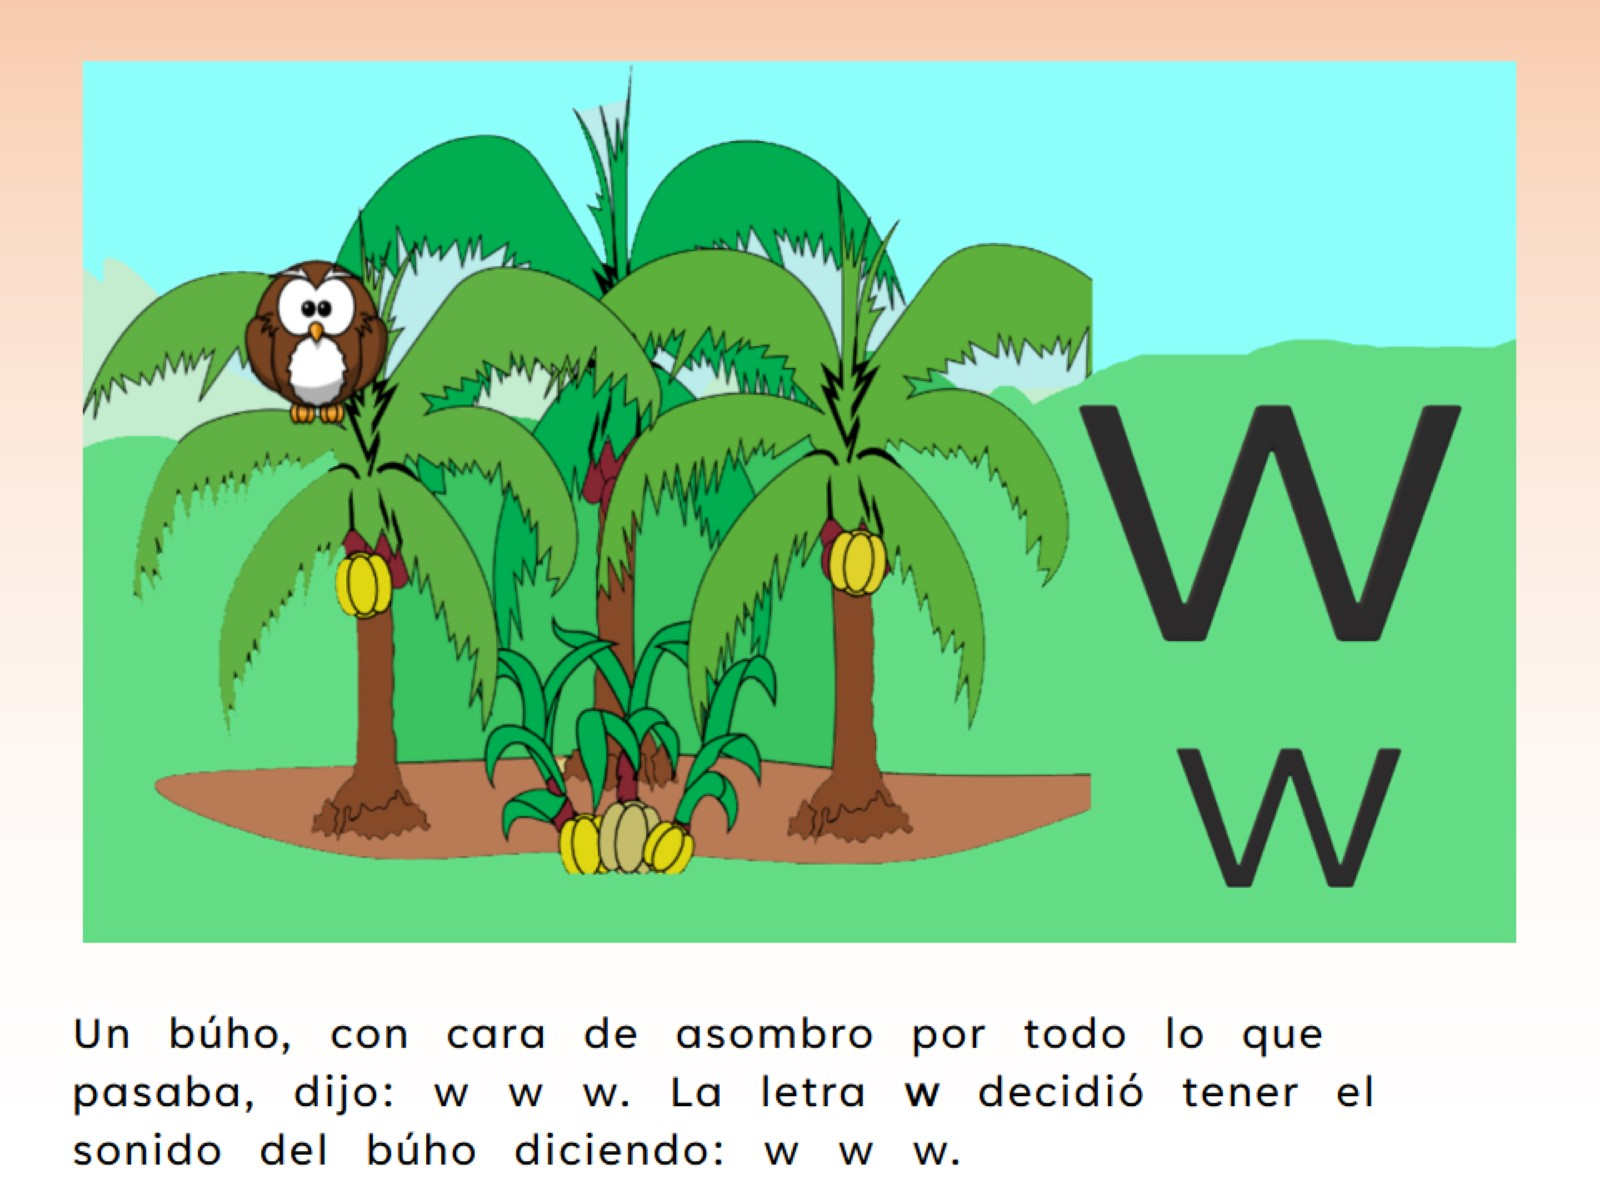 W
w
Un búho, con cara de asombro por todo lo que
pasaba, dijo: w w w. La letra w decidió tener el
sonido del búho diciendo: w w w.